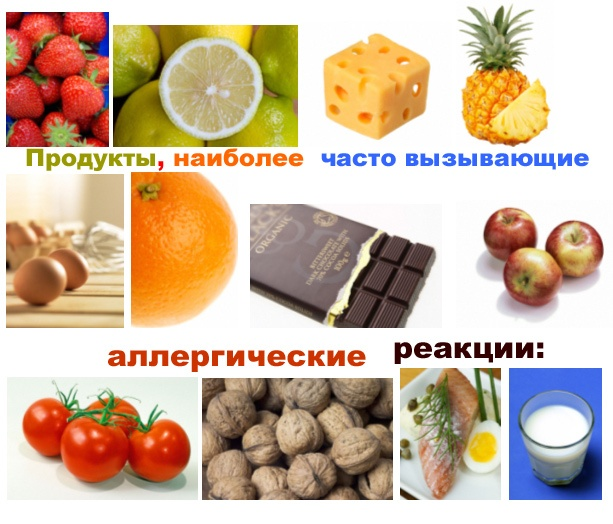 Продукты, наиболее часто вызывающие
ORGANIC
аллергические реакции: